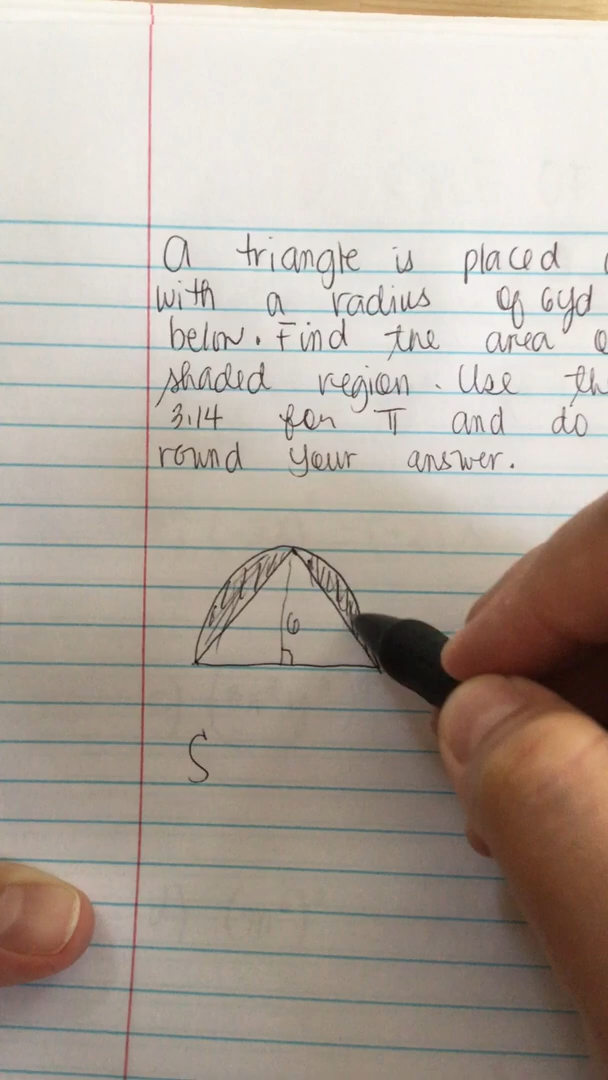 a triangle is placed
with a radius of 6yd
below. Find the area
shaded region. Use
3.14 for π and do
round your answer.
6
S